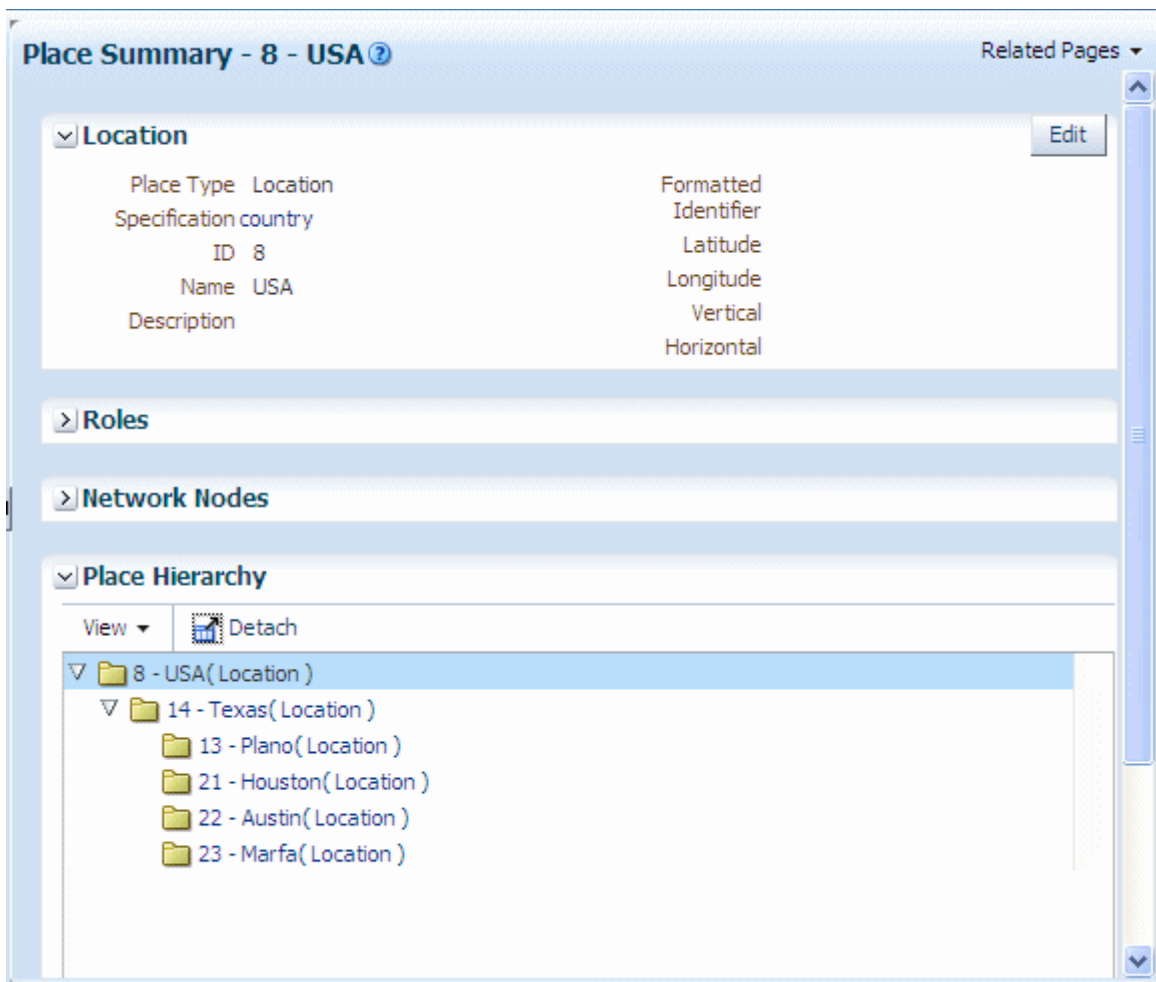 Place Summary - 8 - USA
Related Pages
Location
Edit
Place Type Location
Specification country
ID 8
Name USA
Description
Formatted
Identifier
Latitude
Longitude
Vertical
Horizontal
Roles
Network Nodes
Place Hierarchy
View
Detach
8 - USA( Location )
14 - Texas( Location )
13 - Plano( Location )
21 - Houston( Location )
22 - Austin( Location )
23 - Marfa( Location )